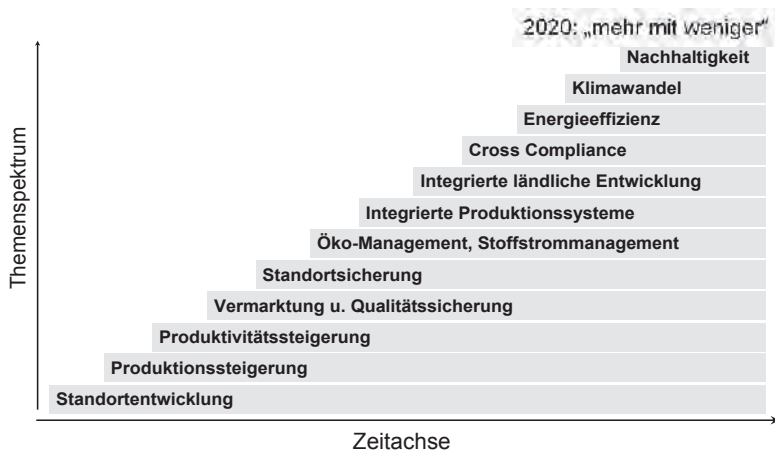 2020: „mehr mit weniger“
Nachhaltigkeit
Klimawandel
Energieeffizienz
Cross Compliance
Integrierte ländliche Entwicklung
Integrierte Produktionssysteme
Öko-Management, Stoffstrommanagement
Standortsicherung
Vermarktung u. Qualitätssicherung
Produktivitätssteigerung
Produktionssteigerung
Standortentwicklung
Themenspektrum
Zeitachse